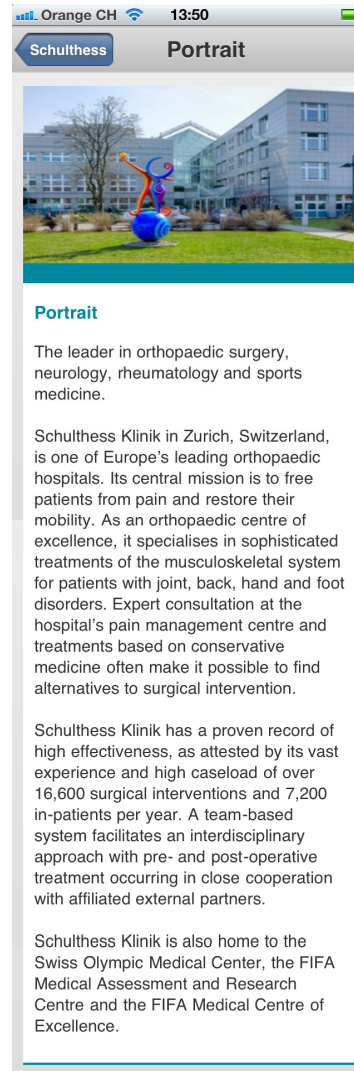 Orange CH 13:50
Schulthess Portrait
Portrait
The leader in orthopaedic surgery,
neurology, rheumatology and sports
medicine.
Schulthess Klinik in Zurich, Switzerland,
is one of Europe's leading orthopaedic
hospitals. Its central mission is to free
patients from pain and restore their
mobility. As an orthopaedic centre of
excellence, it specialises in sophisticated
treatments of the musculoskeletal system
for patients with joint, back, hand and foot
disorders. Expert consultation at the
hospital's pain management centre and
treatments based on conservative
medicine often make it possible to find
alternatives to surgical intervention.
Schulthess Klinik has a proven record of
high effectiveness, as attested by its vast
experience and high caseload of over
16,600 surgical interventions and 7,200
in-patients per year. A team-based
system facilitates an interdisciplinary
approach with pre- and post-operative
treatment occurring in close cooperation
with affiliated external partners.
Schulthess Klinik is also home to the
Swiss Olympic Medical Center, the FIFA
Medical Assessment and Research
Centre and the FIFA Medical Centre of
Excellence.